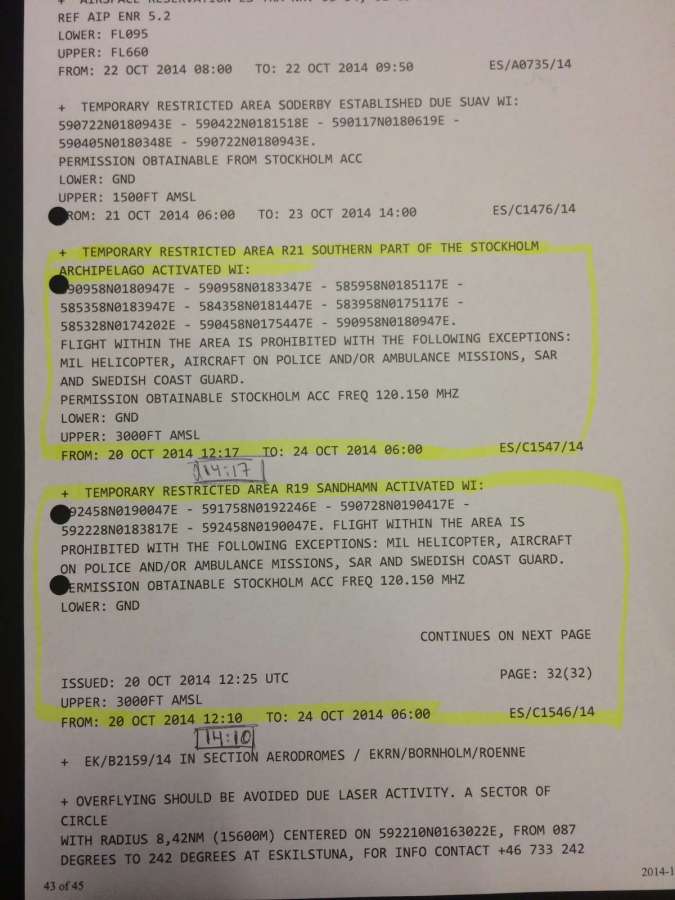 REF AIP ENR 5.2
LOWER: FL095
UPPER: FL660
FROM: 22 OCT 2014 08:00 TO: 22 OCT 2014 09:50 ES/A0735/14
+ TEMPORARY RESTRICTED AREA SODERBY ESTABLISHED DUE SUAV WI:
590722N0180943E - 590422N0181518E - 590117N0180619E -
590405N0180348E - 590722N0180943E.
PERMISSION OBTAINABLE FROM STOCKHOLM ACC
LOWER: GND
UPPER: 1500FT AMSL
ROM: 21 OCT 2014 06:00 TO: 23 OCT 2014 14:00 ES/C1476/14
+ TEMPORARY RESTRICTED AREA R21 SOUTHERN PART OF THE STOCKHOLM
ARCHIPELAGO ACTIVATED WI:
90958N0180947E - 590958N0183347E - 585958N0185117E -
585358N0183947E - 584358N0181447E - 583958N0175117E -
585328N0174202E - 590458N0175447E - 590958N0180947E.
FLIGHT WITHIN THE AREA IS PROHIBITED WITH THE FOLLOWING EXCEPTIONS:
MIL HELICOPTER, AIRCRAFT ON POLICE AND/OR AMBULANCE MISSIONS, SAR
AND SWEDISH COAST GUARD.
PERMISSION OBTAINABLE STOCKHOLM ACC FREQ 120.150 MHZ
LOWER: GND
UPPER: 3000FT AMSL
FROM: 20 OCT 2014 12:17 TO: 24 OCT 2014 06:00 ES/C1547/14
14:17
+ TEMPORARY RESTRICTED AREA R19 SANDHAMN ACTIVATED WI:
92458N0190047E - 591758N0192246E - 590728N0190417E -
592228N0183817E - 592458N0190047E. FLIGHT WITHIN THE AREA IS
PROHIBITED WITH THE FOLLOWING EXCEPTIONS: MIL HELICOPTER, AIRCRAFT
ON POLICE AND/OR AMBULANCE MISSIONS, SAR AND SWEDISH COAST GUARD.
ERMISSION OBTAINABLE STOCKHOLM ACC FREQ 120.150 MHZ
LOWER: GND
CONTINUES ON NEXT PAGE
ISSUED: 20 OCT 2014 12:25 UTC PAGE: 32(32)
UPPER: 3000FT AMSL
FROM: 20 OCT 2014 12:10 TO: 24 OCT 2014 06:00 ES/C1546/14
14:10
+ EK/B2159/14 IN SECTION AERODROMES / EKRN/BORNHOLM/ROENNE
+ OVERFLYING SHOULD BE AVOIDED DUE LASER ACTIVITY. A SECTOR OF
CIRCLE
WITH RADIUS 8,42NM (15600M) CENTERED ON 592210N0163022E, FROM 087
DEGREES TO 242 DEGREES AT ESKILSTUNA, FOR INFO CONTACT +46 733 242
43 of 45 2014-1